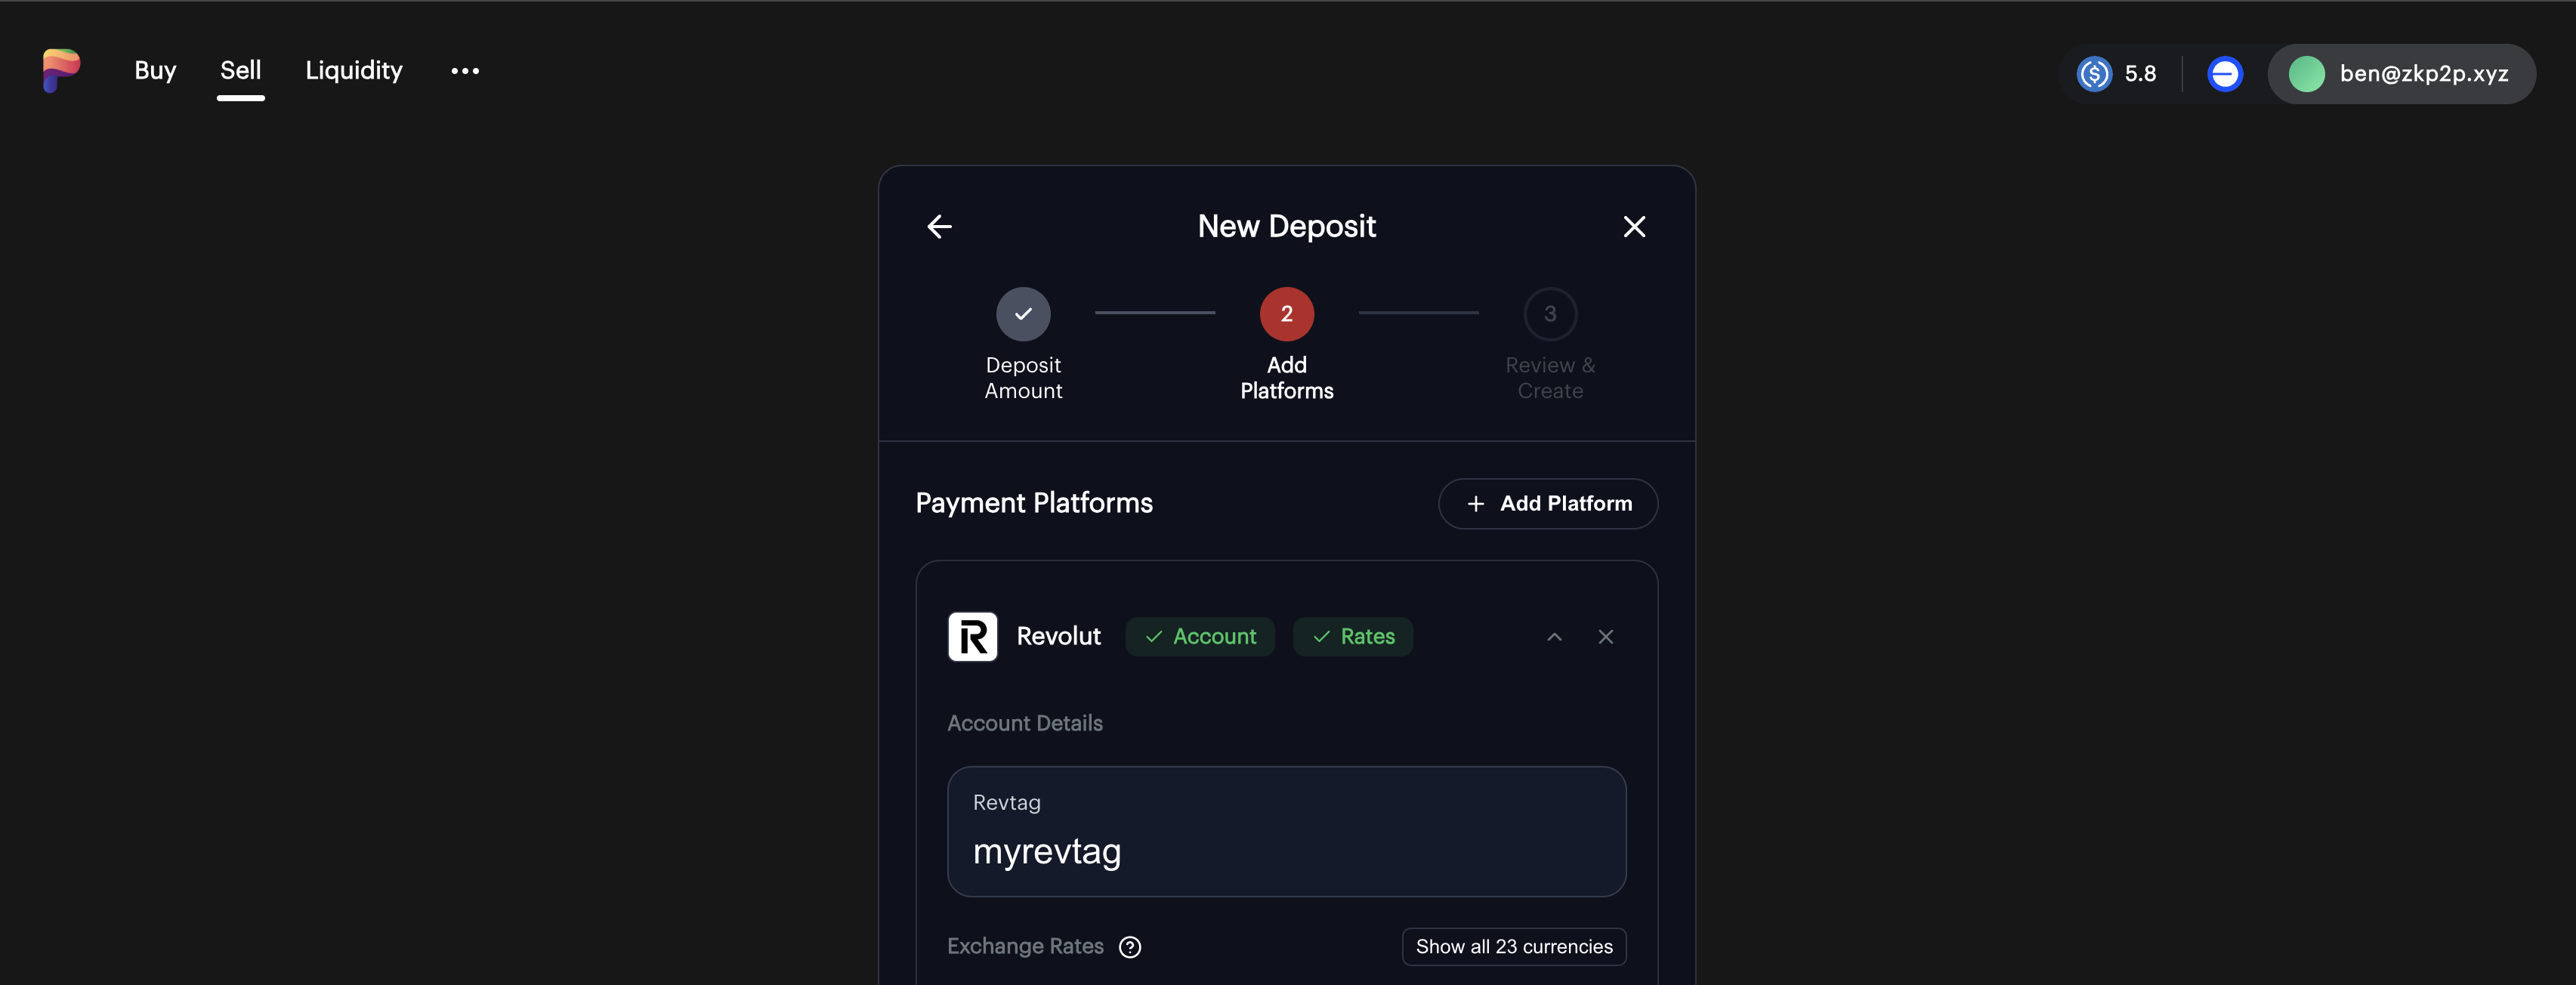 Buy
Sell
Liquidity
5.8
ben@zkp2p.xyz
New Deposit
2
3
Deposit
Amount
Add
Platforms
Review &
Create
Payment Platforms
+ Add Platform
R
Revolut
Account
Rates
Account Details
Revtag
myrevtag
Exchange Rates
Show all 23 currencies